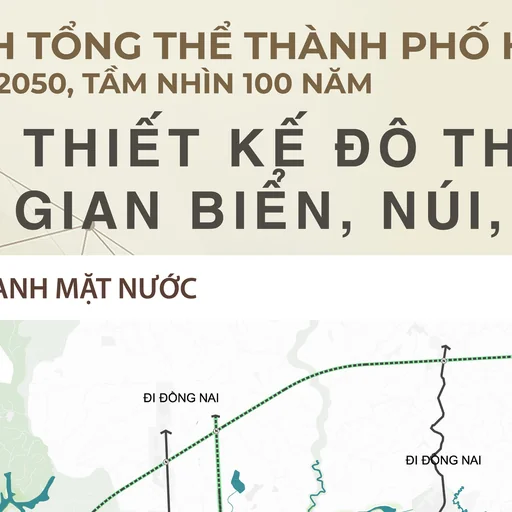 H TỔNG THỂ THÀNH PHỐ H
2050, TẦM NHÌN 100 NĂM
THIẾT KẾ ĐÔ TH
GIAN BIỂN, NÚI,
ANH MẶT NƯỚC
ĐI ĐỒNG NAI
ĐI ĐỒNG NAI